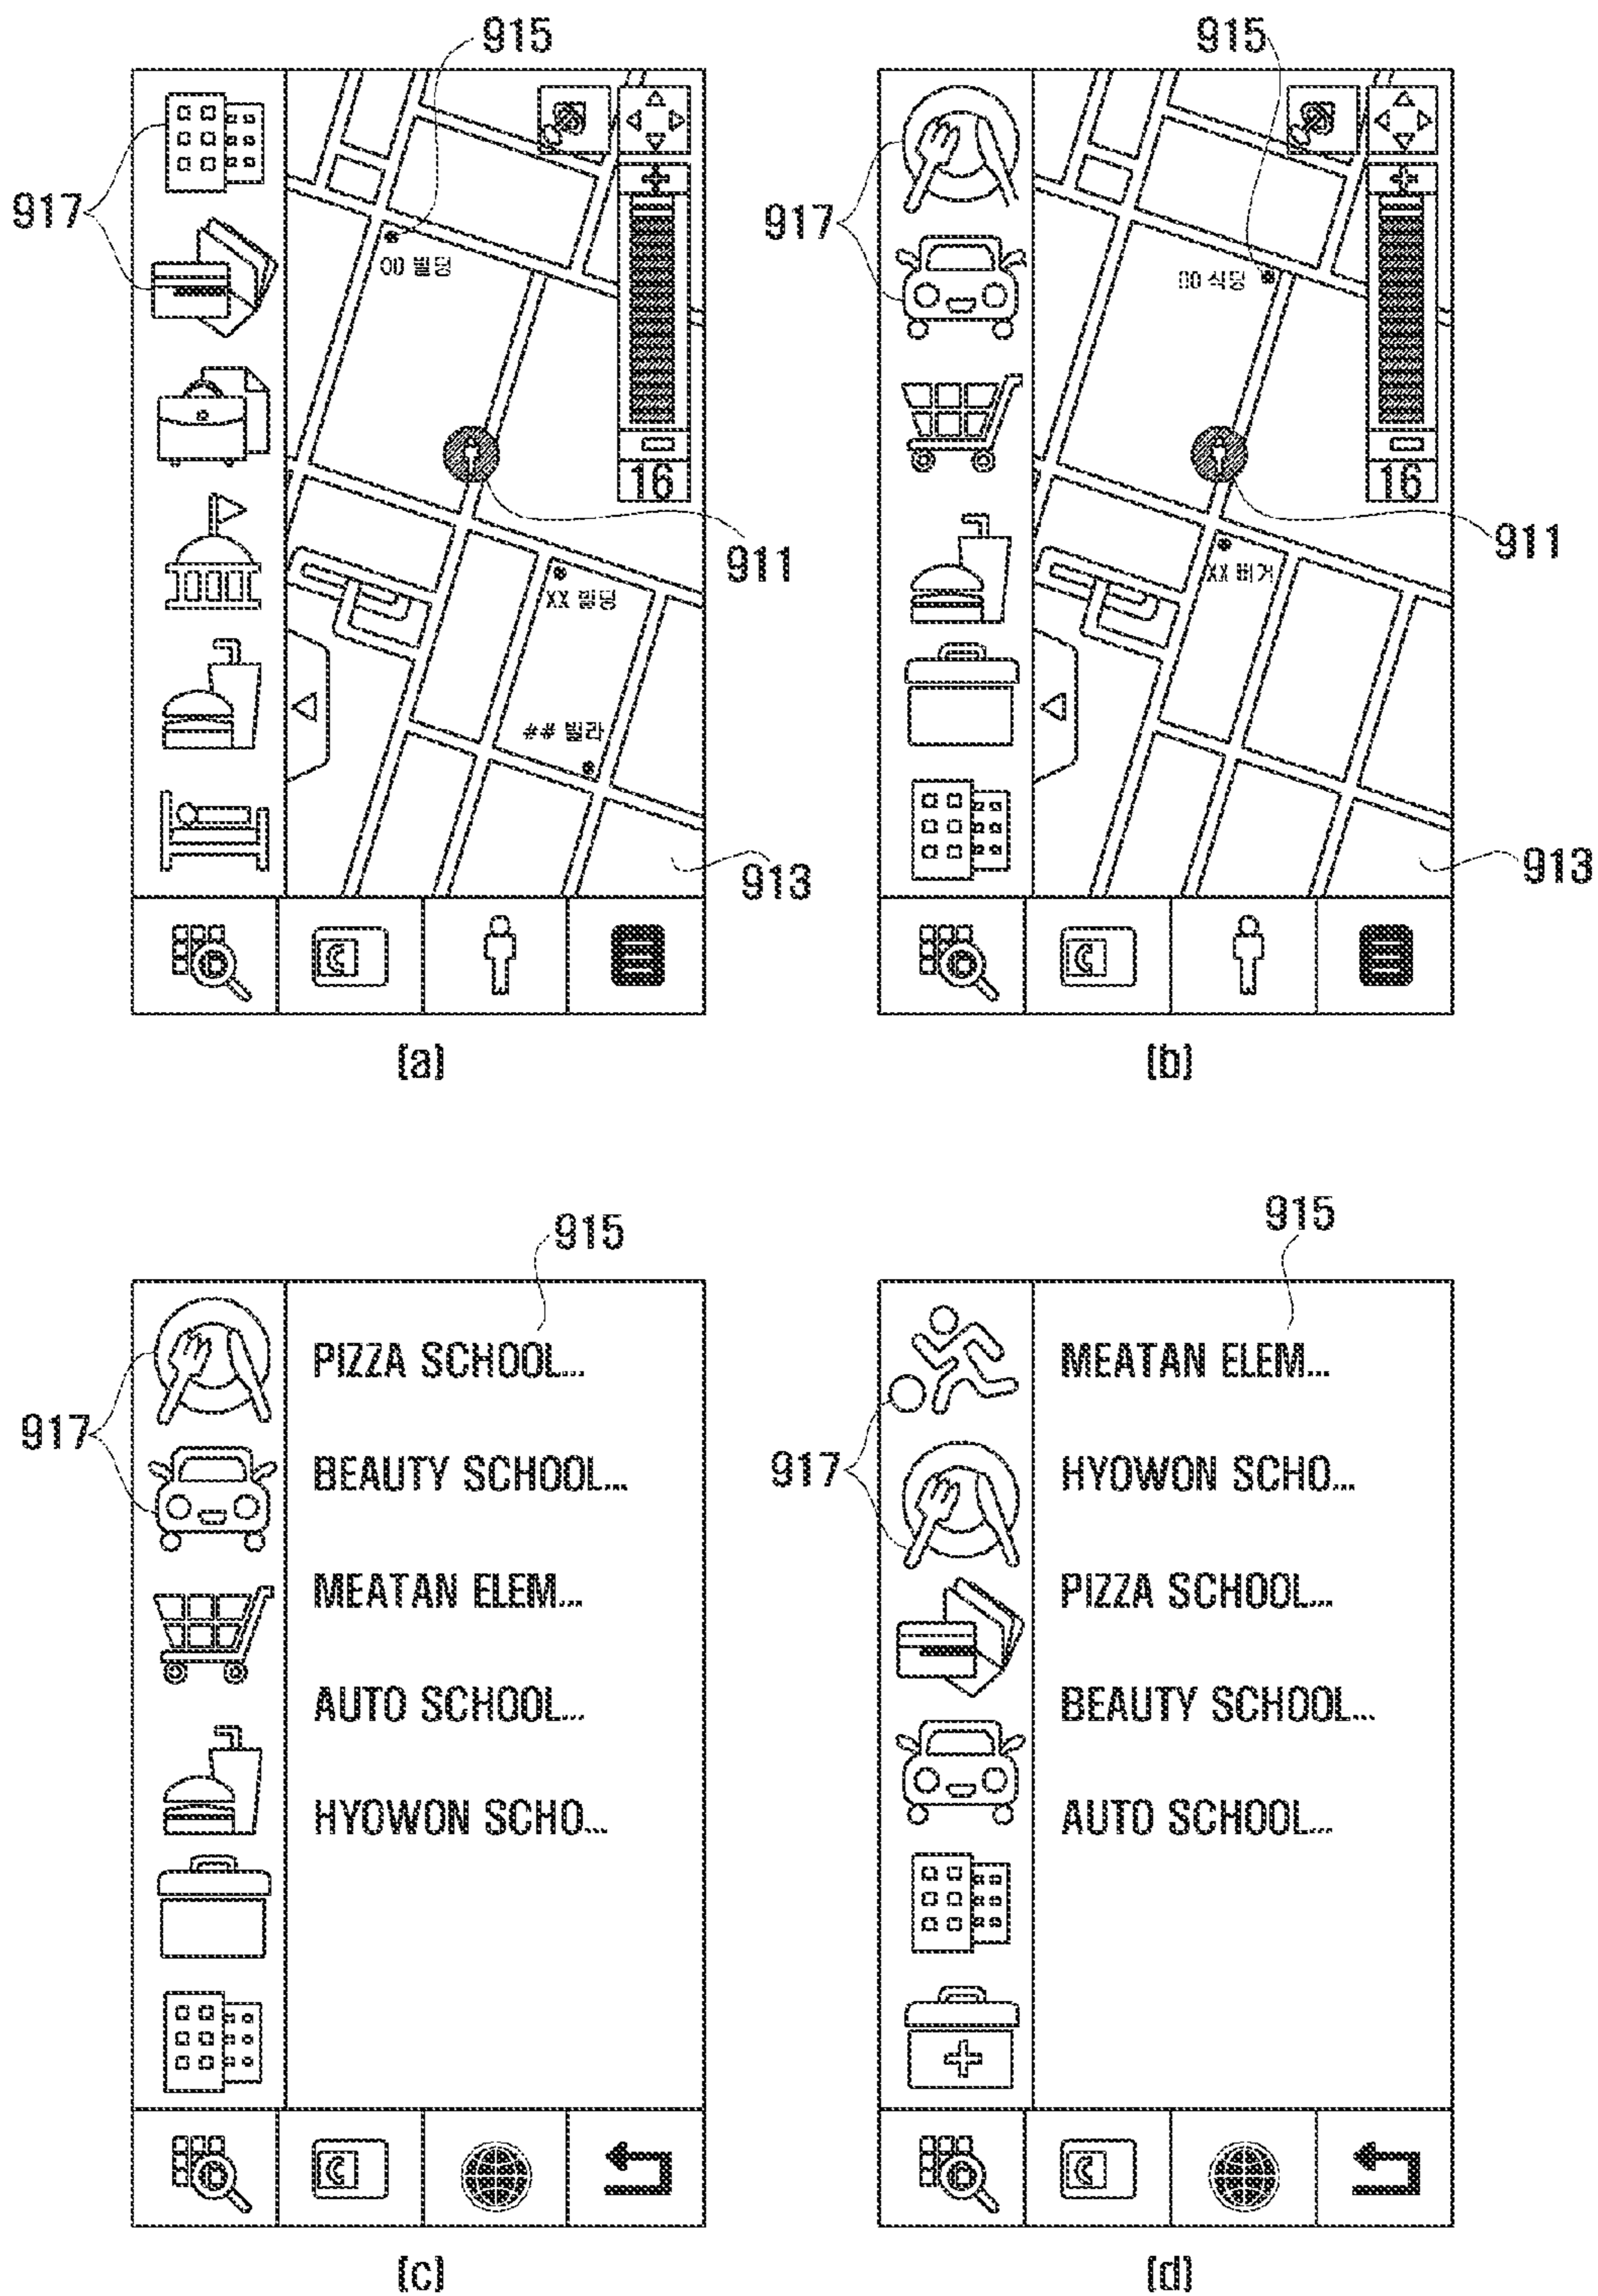 915
915
917
917
00 빌딩
00 식당
16
16
911
911
XX 빌딩
XX 버거
## 빌라
913
913
[a]
[b]
915
915
PIZZA SCHOOL...
MEATAN ELEM...
917
917
BEAUTY SCHOOL...
HYOWON SCHO...
MEATAN ELEM...
PIZZA SCHOOL...
AUTO SCHOOL...
BEAUTY SCHOOL...
HYOWON SCHO...
AUTO SCHOOL...
[c]
[d]